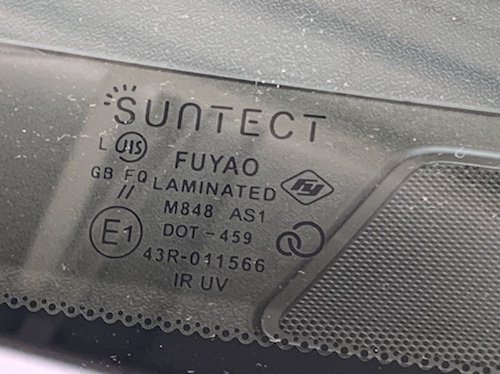 SUNTECT
L JIS FUYAO
GB FQ LAMINATED
// M848 AS1
E1 DOT-459
43R-011566
IR UV